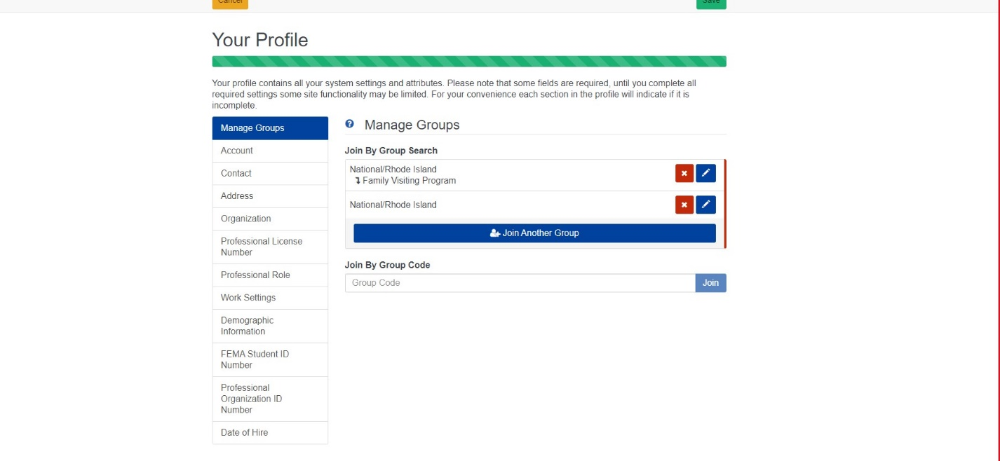 Cancel
Save
Your Profile
Your profile contains all your system settings and attributes. Please note that some fields are required, until you complete all
required settings some site functionality may be limited. For your convenience each section in the profile will indicate if it is
incomplete.
Manage Groups
Account
Contact
Address
Organization
Professional License
Number
Professional Role
Work Settings
Demographic
Information
FEMA Student ID
Number
Professional
Organization ID
Number
Date of Hire
Manage Groups
Join By Group Search
National/Rhode Island
Family Visiting Program
National/Rhode Island
Join Another Group
Join By Group Code
Group Code
Join